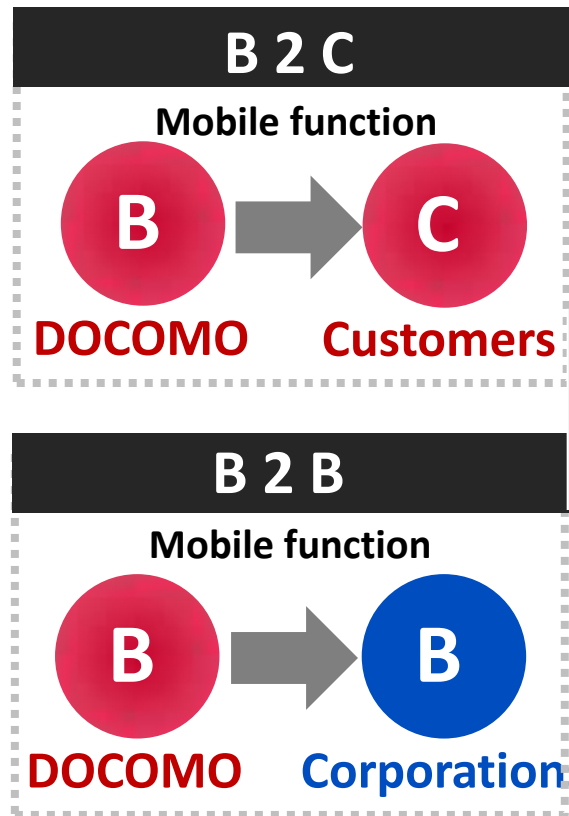 B 2 C
Mobile function
B
C
DOCOMO
Customers
B 2 B
Mobile function
B
B
DOCOMO
Corporation